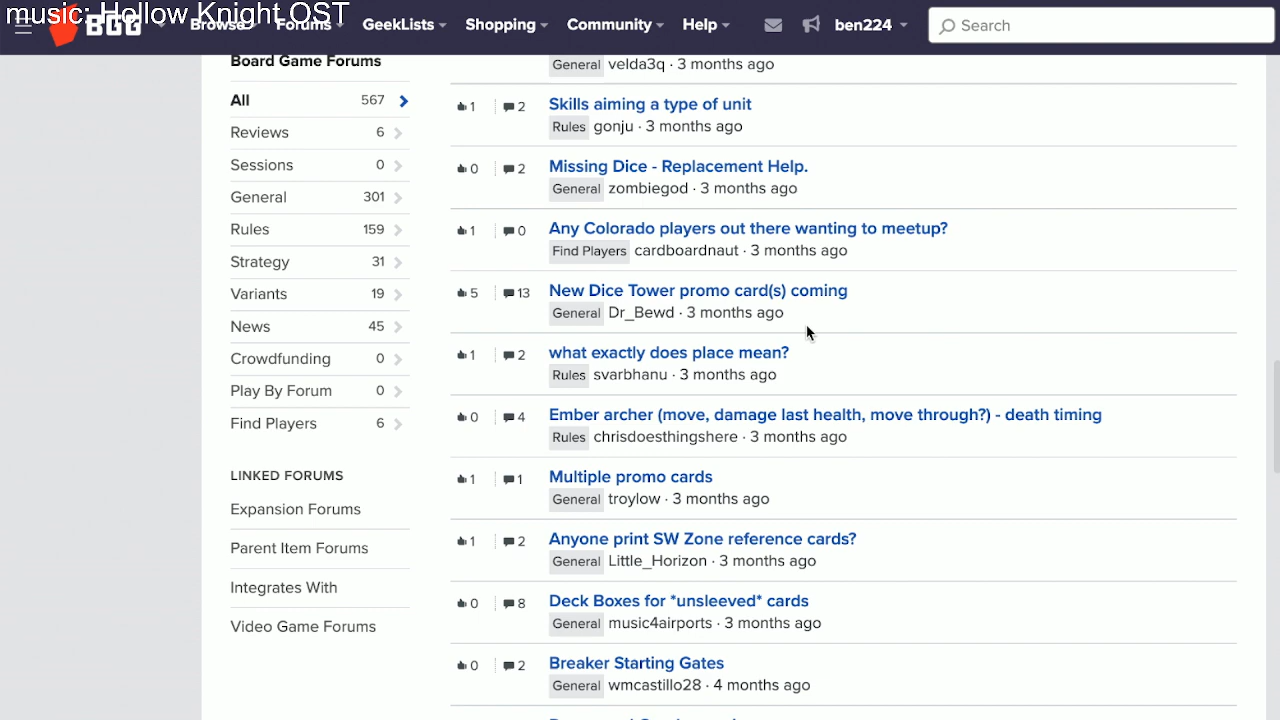 music: Hollow Knight OST
BGG Browse Forums GeekLists Shopping Community Help ben224 Search
Board Game Forums
All 567
Reviews 6
Sessions 0
General 301
Rules 159
Strategy 31
Variants 19
News 45
Crowdfunding 0
Play By Forum 0
Find Players 6
LINKED FORUMS
Expansion Forums
Parent Item Forums
Integrates With
Video Game Forums
General velda3q · 3 months ago
1 2 Skills aiming a type of unit
Rules gonju · 3 months ago
0 2 Missing Dice - Replacement Help.
General zombiegod · 3 months ago
1 0 Any Colorado players out there wanting to meetup?
Find Players cardboardnaut · 3 months ago
5 13 New Dice Tower promo card(s) coming
General Dr_Bewd · 3 months ago
1 2 what exactly does place mean?
Rules svarbhanu · 3 months ago
0 4 Ember archer (move, damage last health, move through?) - death timing
Rules chrisdoesthingshere · 3 months ago
1 1 Multiple promo cards
General troylow · 3 months ago
1 2 Anyone print SW Zone reference cards?
General Little_Horizon · 3 months ago
0 8 Deck Boxes for *unsleeved* cards
General music4airports · 3 months ago
0 2 Breaker Starting Gates
General wmcastillo28 · 4 months ago